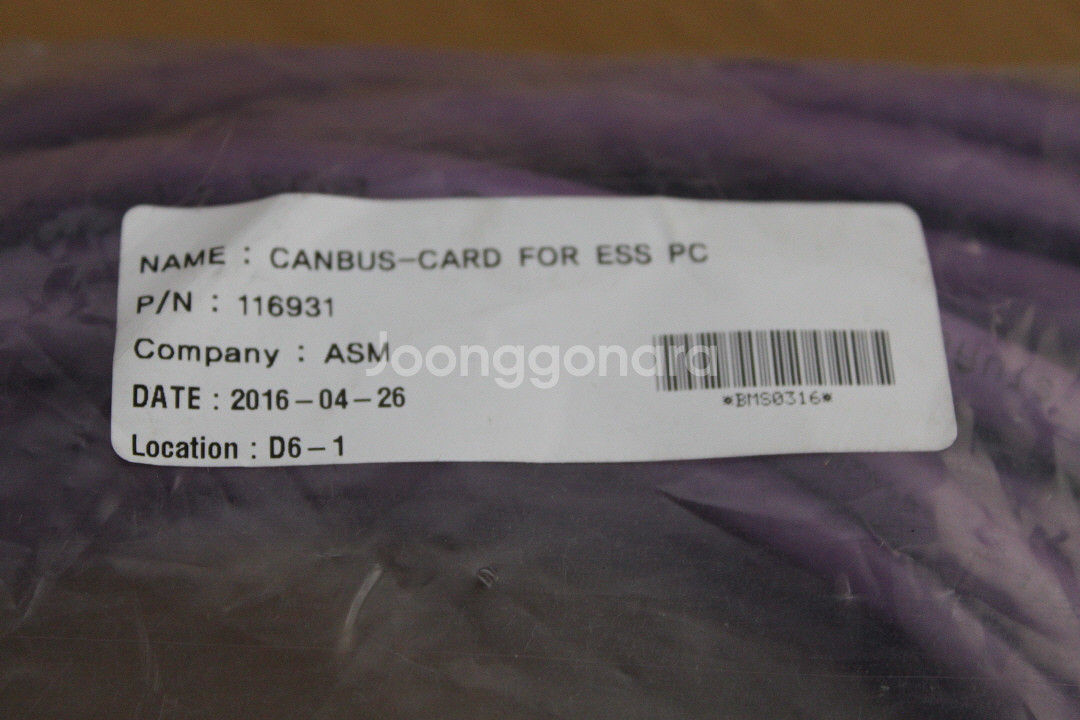 NAME : CANBUS-CARD FOR ESS PC
P/N : 116931
Company : ASM
Joonggonara
DATE : 2016-04-26
*BMS0316*
Location : D6-1